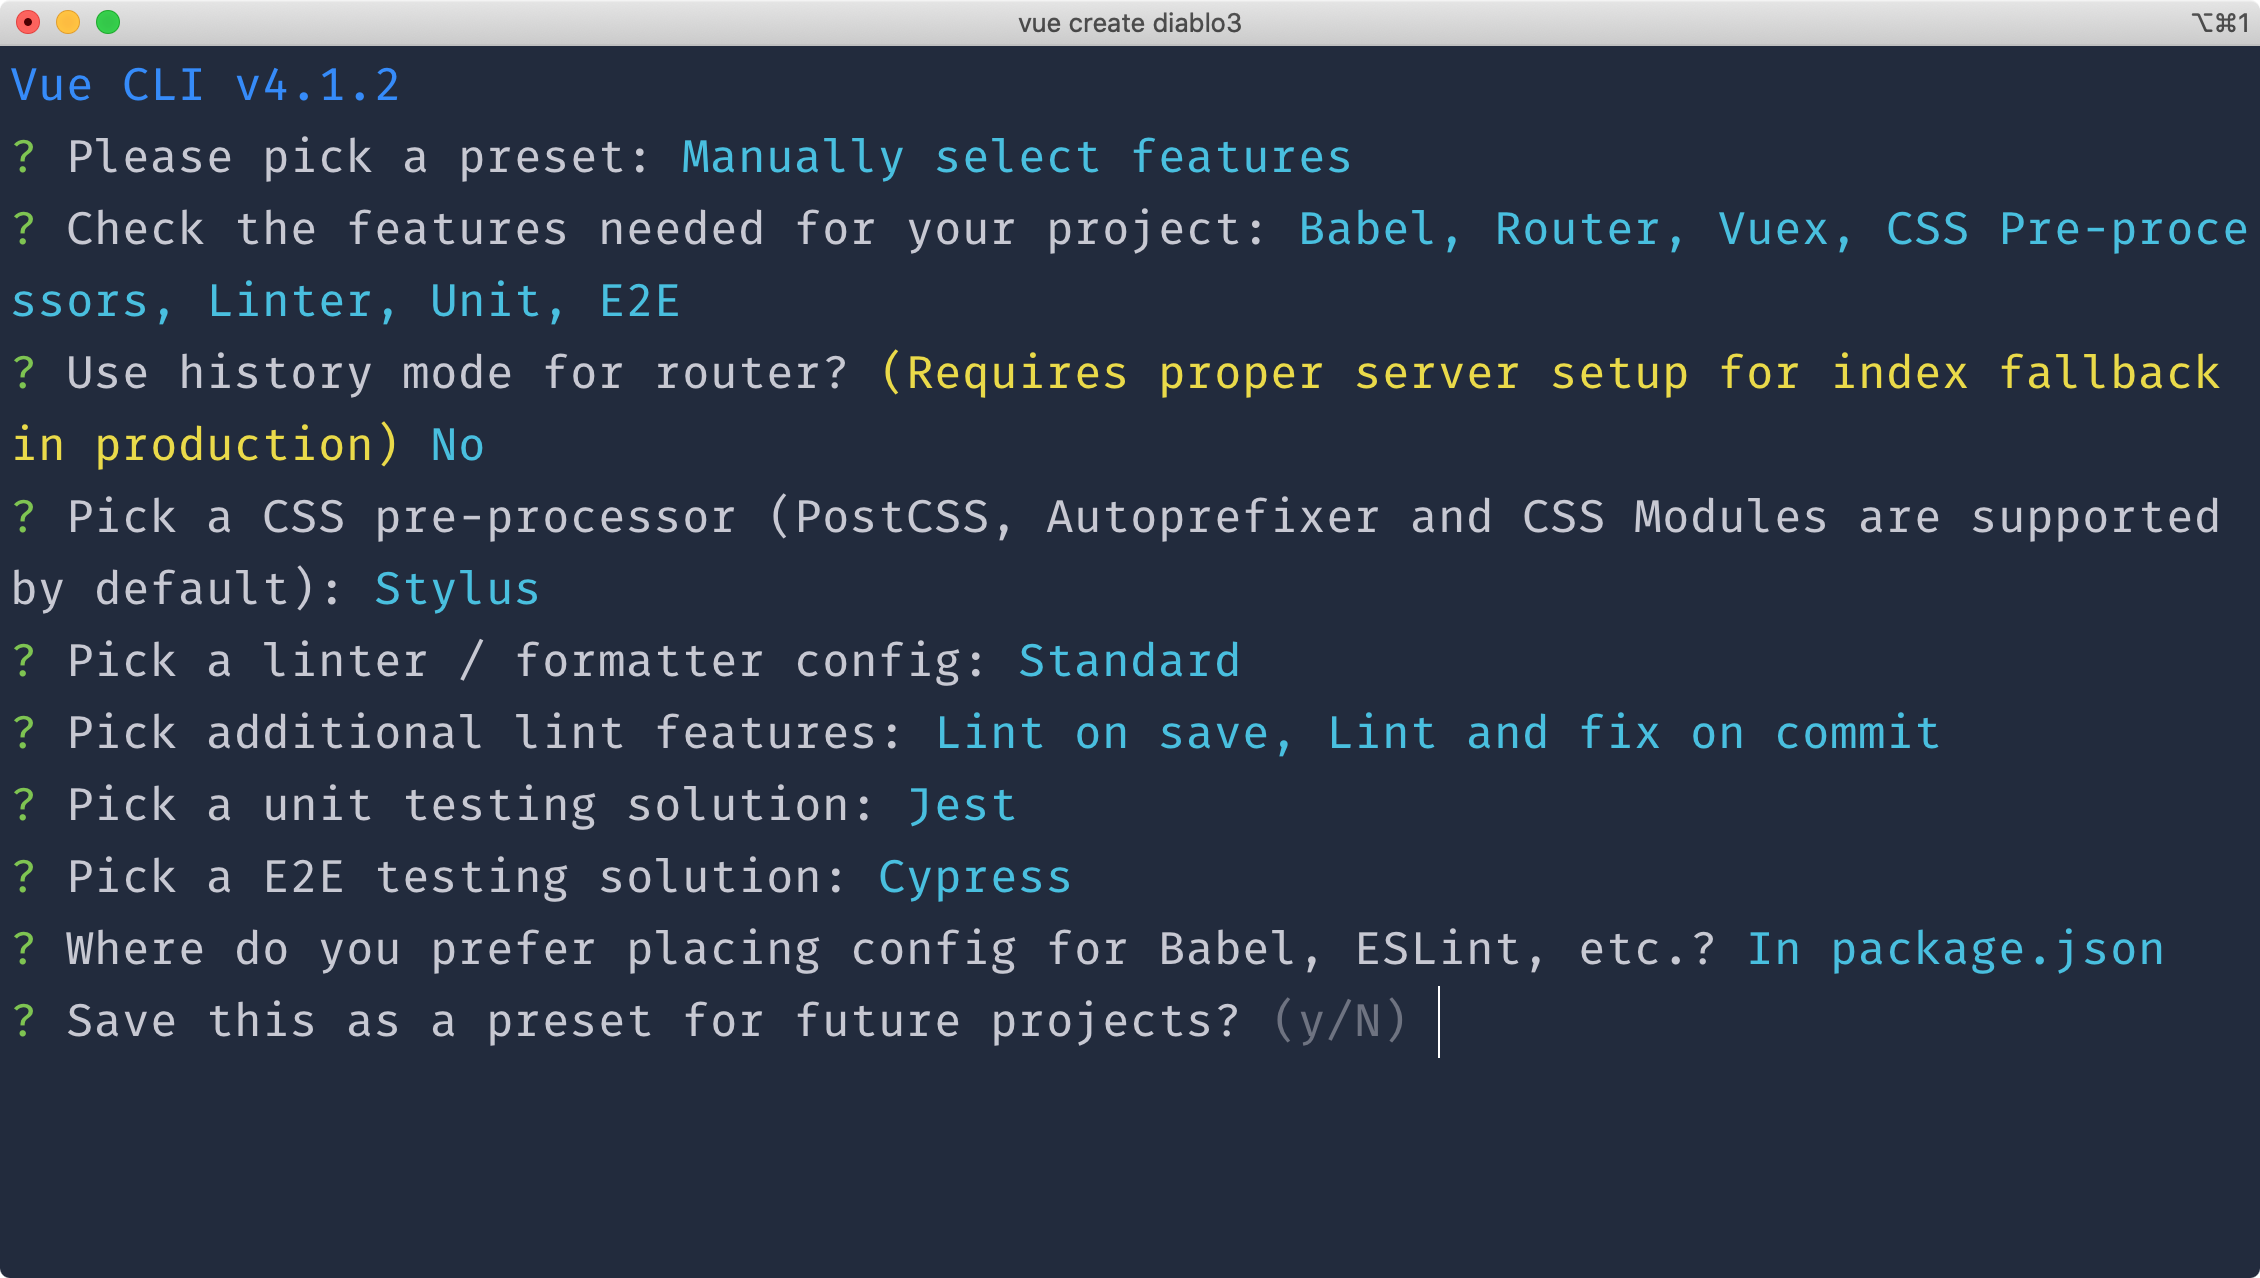 vue create diablo3
⌥⌘1
Vue CLI v4.1.2
? Please pick a preset: Manually select features
? Check the features needed for your project: Babel, Router, Vuex, CSS Pre-proce
ssors, Linter, Unit, E2E
? Use history mode for router? (Requires proper server setup for index fallback
in production) No
? Pick a CSS pre-processor (PostCSS, Autoprefixer and CSS Modules are supported
by default): Stylus
? Pick a linter / formatter config: Standard
? Pick additional lint features: Lint on save, Lint and fix on commit
? Pick a unit testing solution: Jest
? Pick a E2E testing solution: Cypress
? Where do you prefer placing config for Babel, ESLint, etc.? In package.json
? Save this as a preset for future projects? (y/N)